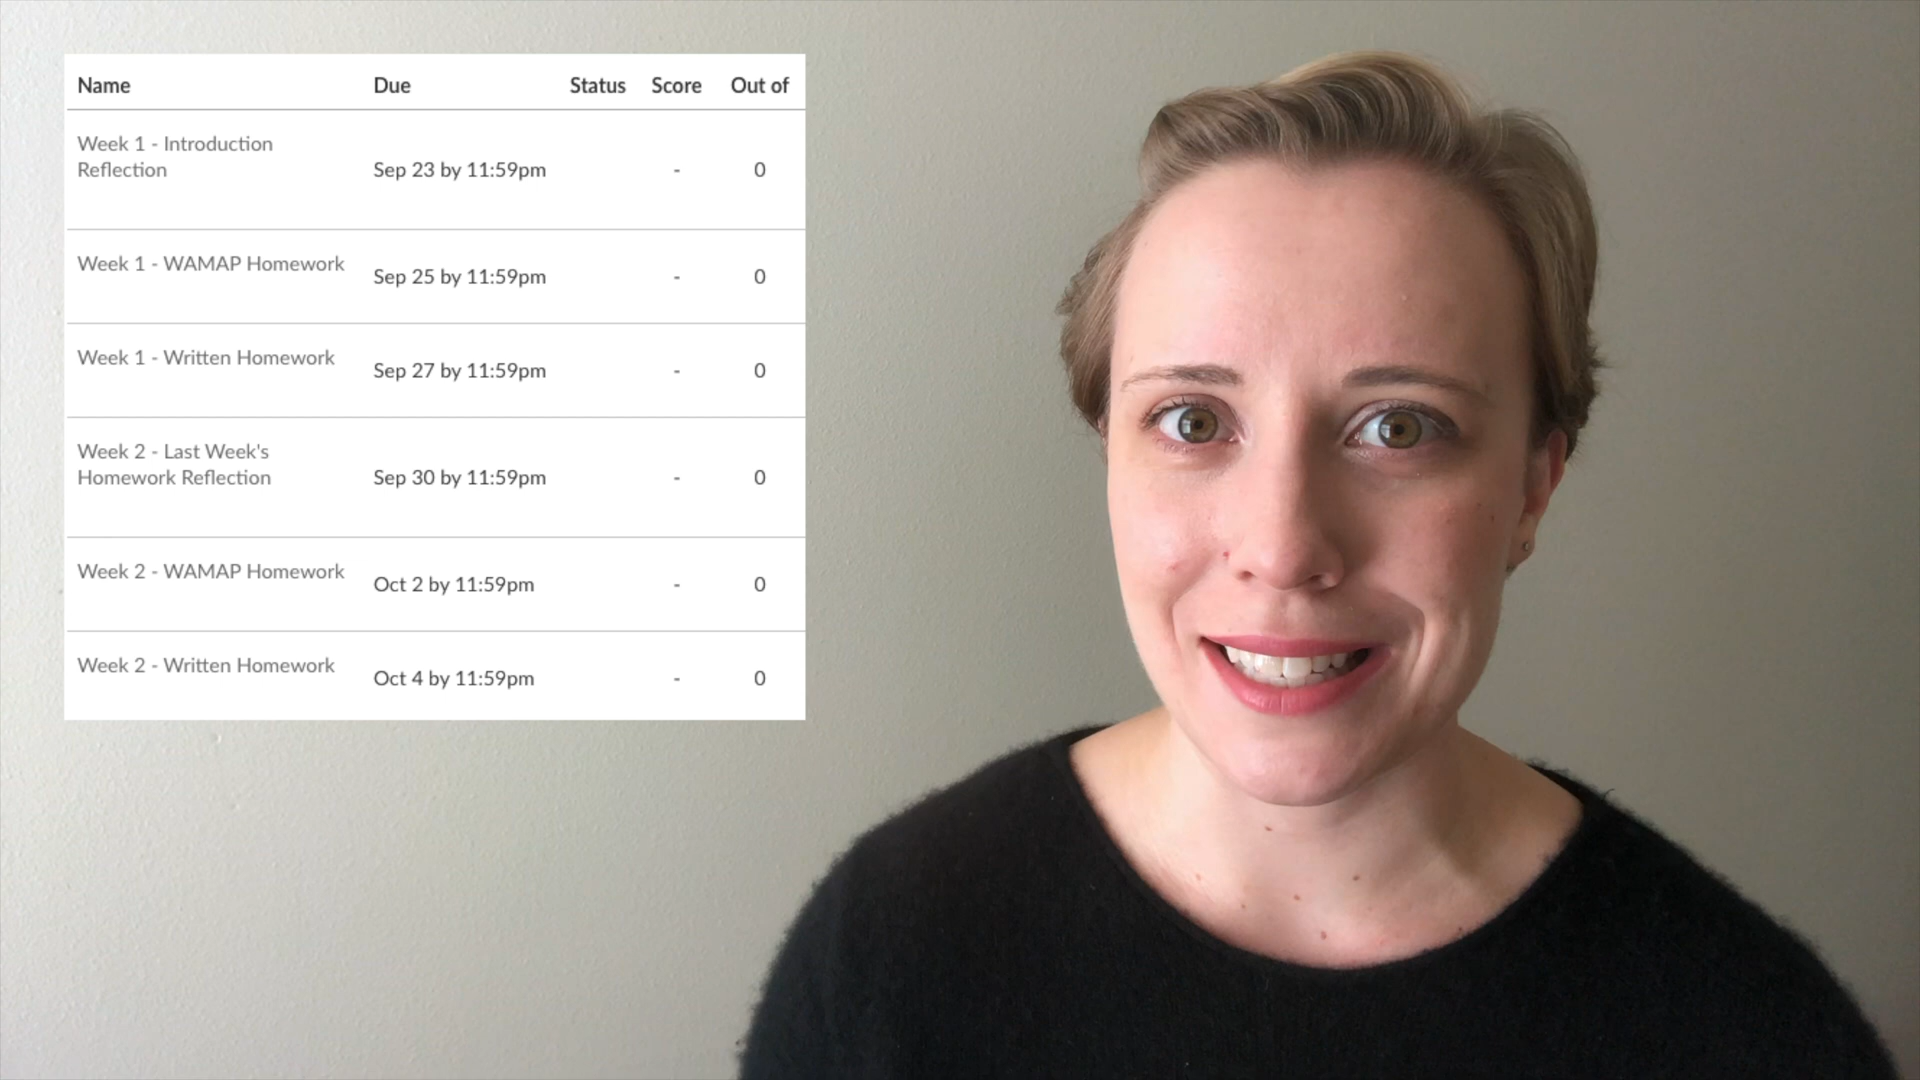 Name Due Status Score Out of
Week 1 - Introduction
Reflection
Sep 23 by 11:59pm - 0
Week 1 - WAMAP Homework
Sep 25 by 11:59pm - 0
Week 1 - Written Homework
Sep 27 by 11:59pm - 0
Week 2 - Last Week's
Homework Reflection
Sep 30 by 11:59pm - 0
Week 2 - WAMAP Homework
Oct 2 by 11:59pm - 0
Week 2 - Written Homework
Oct 4 by 11:59pm - 0